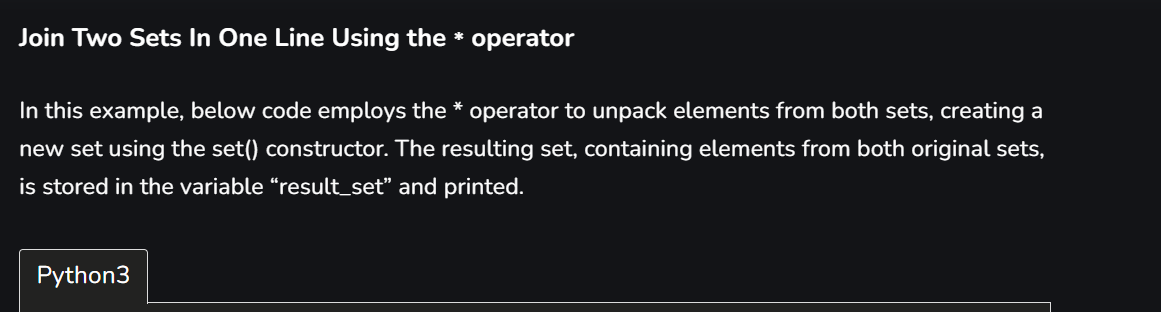 Join Two Sets In One Line Using the * operator
In this example, below code employs the * operator to unpack elements from both sets, creating a
new set using the set() constructor. The resulting set, containing elements from both original sets,
is stored in the variable “result_set” and printed.
Python3